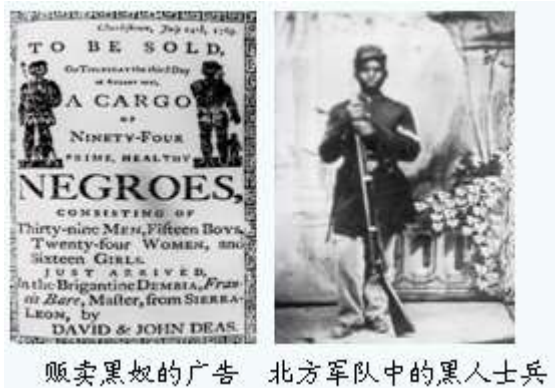 Charlestown, July 24th, 1769.
TO BE SOLD,
On THURSDAY the third Day
of AUGUST next,
A CARGO
OF
NINETY-FOUR
PRIME, HEALTHY
NEGROES,
CONSISTING OF
Thirty-nine MEN, Fifteen BOYS,
Twenty-four WOMEN, and
Sixteen GIRLS.
JUST ARRIVED,
In the Brigantine DEMBIA, Fran-
cis Bare, Master, from SIERRA-
LEON, by
DAVID & JOHN DEAS.
贩卖黑奴的广告
北方军队中的黑人士兵